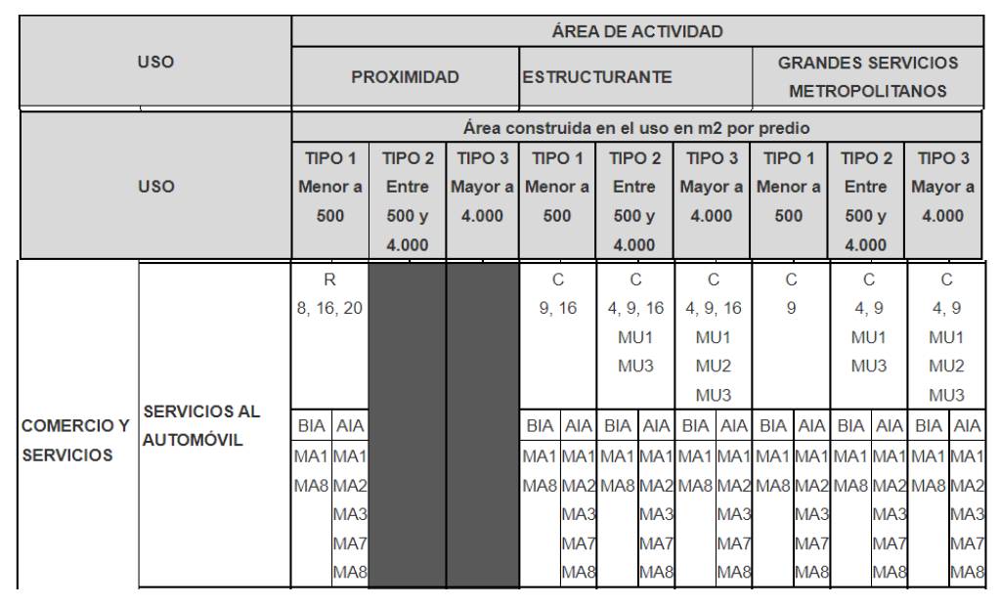 USO
ÁREA DE ACTIVIDAD
PROXIMIDAD
ESTRUCTURANTE
GRANDES SERVICIOS
METROPOLITANOS
USO
Área construida en el uso en m2 por predio
TIPO 1 TIPO 2 TIPO 3 TIPO 1 TIPO 2 TIPO 3 TIPO 1 TIPO 2 TIPO 3
Menor a Entre Mayor a Menor a Entre Mayor a Menor a Entre Mayor a
500 500 y 4.000 500 500 y 4.000 500 500 y 4.000
4.000 4.000 4.000
COMERCIO Y
SERVICIOS
SERVICIOS AL
AUTOMÓVIL
R C C C C C C
8, 16, 20 9, 16 4, 9, 16 4, 9, 16 9 4, 9 4, 9
MU1 MU1 MU1 MU1
MU3 MU2 MU3 MU2
MU3 MU3
BIA AIA BIA AIA BIA AIA BIA AIA BIA AIA BIA AIA BIA AIA
MA1 MA1 MA1 MA1 MA1 MA1 MA1 MA1 MA1 MA1 MA1 MA1 MA1 MA1
MA8 MA2 MA8 MA2 MA8 MA2 MA8 MA2 MA8 MA2 MA8 MA2 MA8 MA2
MA3 MA3 MA3 MA3 MA3 MA3 MA3
MA7 MA7 MA7 MA7 MA7 MA7 MA7
MA8 MA8 MA8 MA8 MA8 MA8 MA8